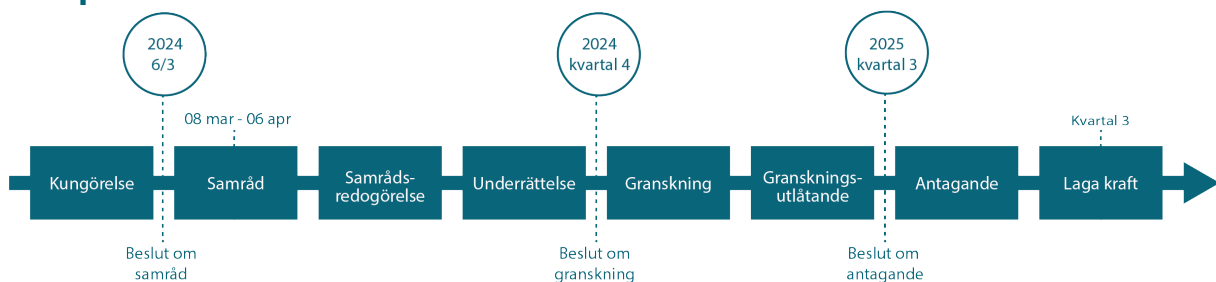 2024
6/3
2024
kvartal 4
2025
kvartal 3
08 mar - 06 apr
Kvartal 3
Kungörelse
Samråd
Samråds-
redogörelse
Underrättelse
Granskning
Gransknings-
utlåtande
Antagande
Laga kraft
Beslut om
samråd
Beslut om
granskning
Beslut om
antagande